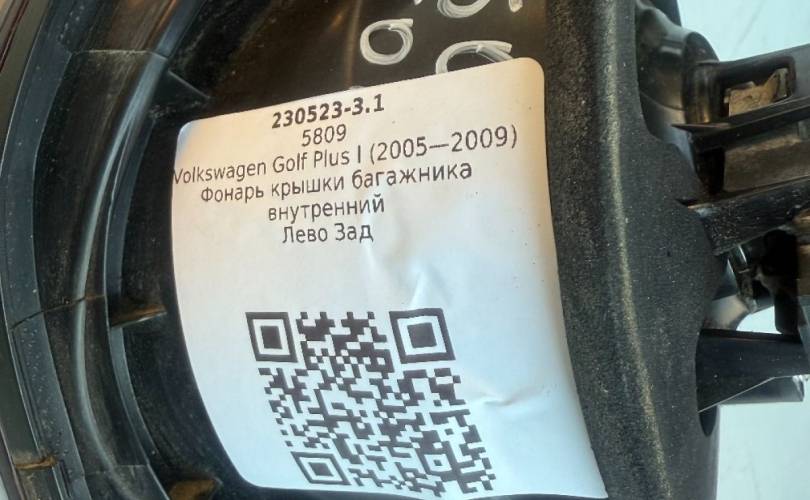 230523-3.1
5809
Volkswagen Golf Plus I (2005—2009)
Фонарь крышки багажника
внутренний
Лево Зад